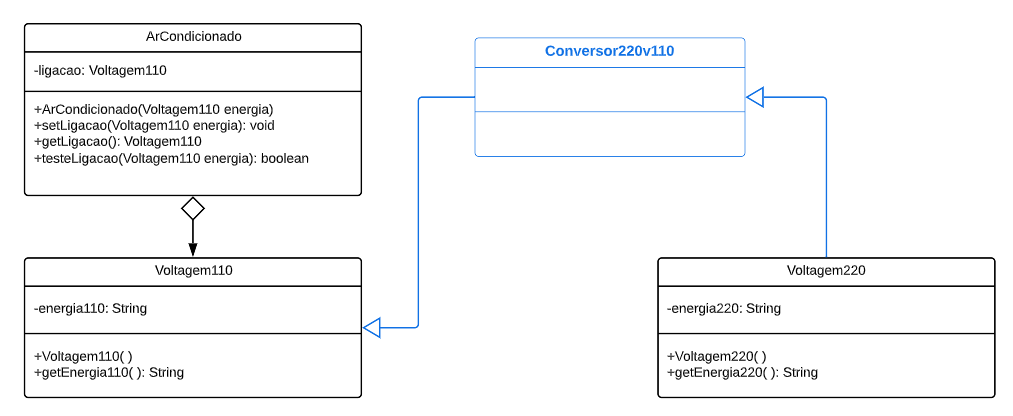 ArCondicionado
-ligacao: Voltagem110
+ArCondicionado(Voltagem110 energia)
+setLigacao(Voltagem110 energia): void
+getLigacao(): Voltagem110
+testeLigacao(Voltagem110 energia): boolean
Conversor220v110
Voltagem110
-energia110: String
+Voltagem110( )
+getEnergia110( ): String
Voltagem220
-energia220: String
+Voltagem220( )
+getEnergia220( ): String